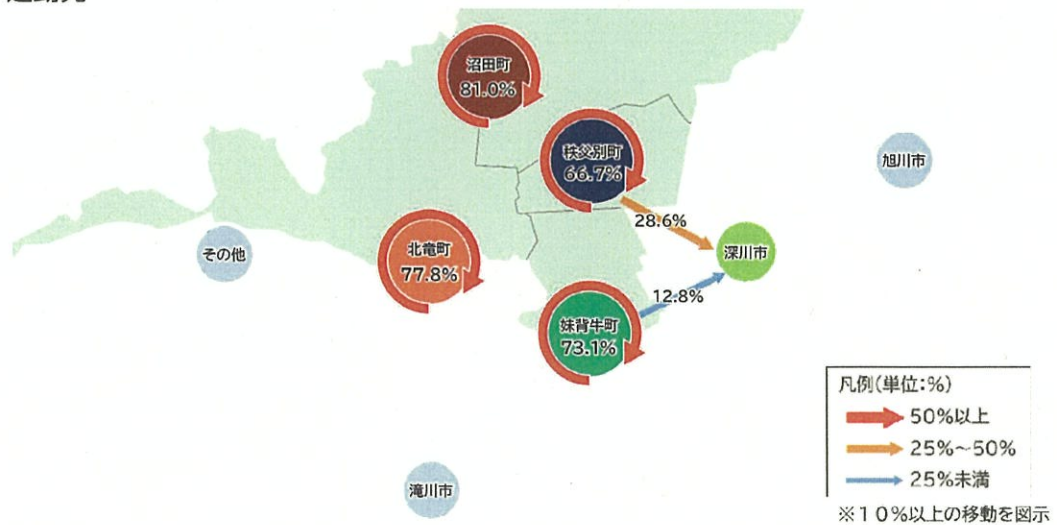 沼田町
81.0%
秩父別町
66.7%
旭川市
28.6%
その他
北竜町
77.8%
深川市
12.8%
妹背牛町
73.1%
凡例(単位:%)
50%以上
25%~50%
25%未満
※10%以上の移動を図示
滝川市